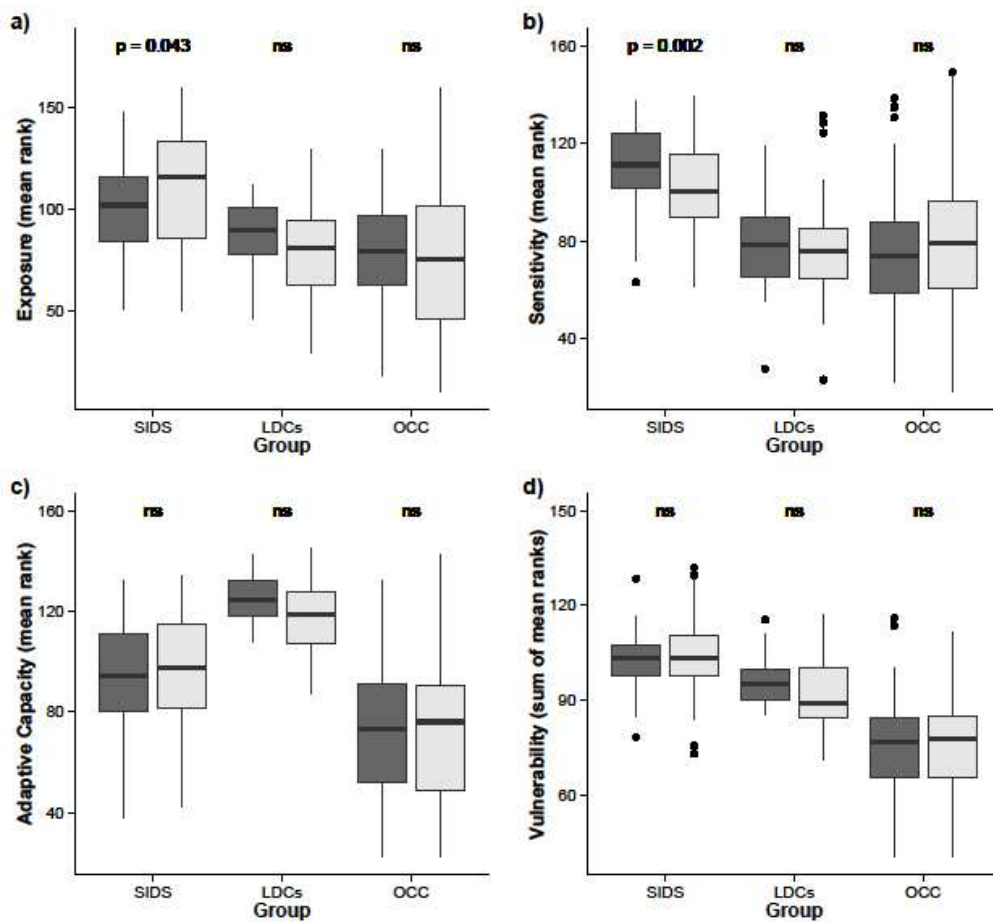 a)
p = 0.043 ns ns
Exposure (mean rank)
150
100
50
SIDS LDCs OCC
Group
b)
p = 0.002 ns ns
Sensitivity (mean rank)
160
120
80
40
SIDS LDCs OCC
Group
c)
ns ns ns
Adaptive Capacity (mean rank)
160
120
80
40
SIDS LDCs OCC
Group
d)
ns ns ns
Vulnerability (sum of mean ranks)
150
120
90
60
SIDS LDCs OCC
Group